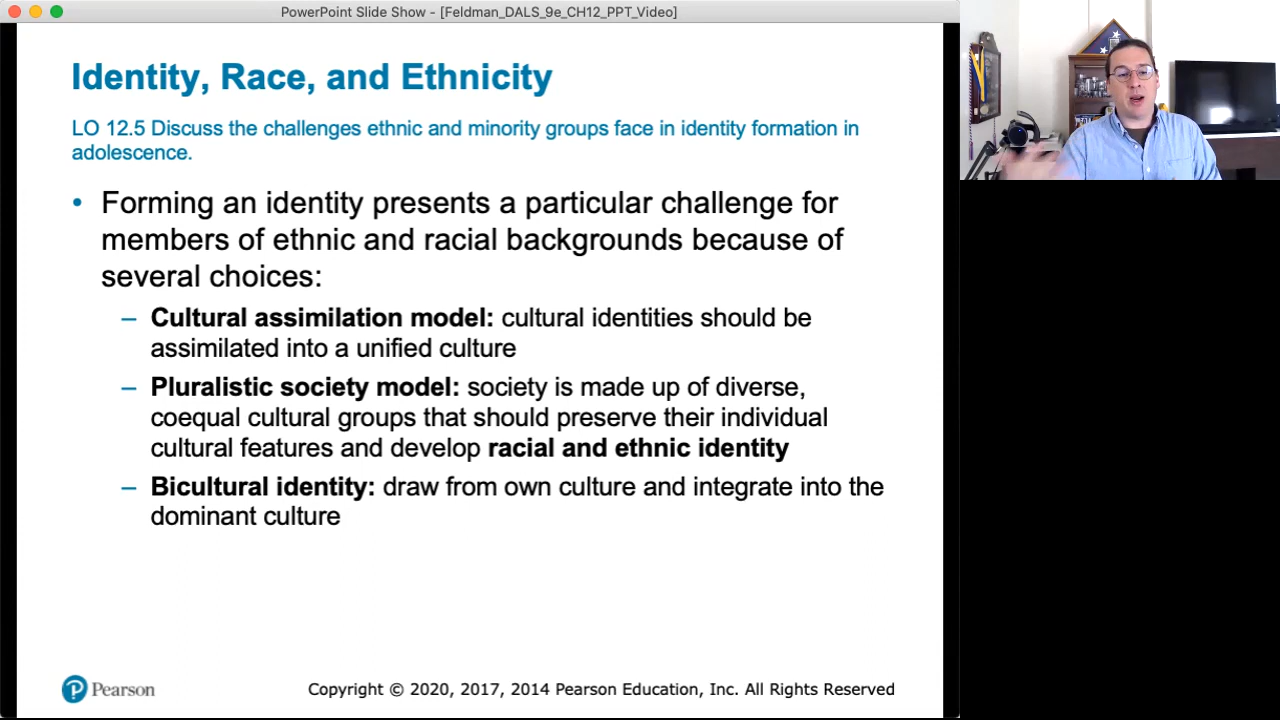 PowerPoint Slide Show - [Feldman_DALS_9e_CH12_PPT_Video]
Identity, Race, and Ethnicity
LO 12.5 Discuss the challenges ethnic and minority groups face in identity formation in
adolescence.
• Forming an identity presents a particular challenge for
members of ethnic and racial backgrounds because of
several choices:
– Cultural assimilation model: cultural identities should be
assimilated into a unified culture
– Pluralistic society model: society is made up of diverse,
coequal cultural groups that should preserve their individual
cultural features and develop racial and ethnic identity
– Bicultural identity: draw from own culture and integrate into the
dominant culture
P Pearson
Copyright © 2020, 2017, 2014 Pearson Education, Inc. All Rights Reserved